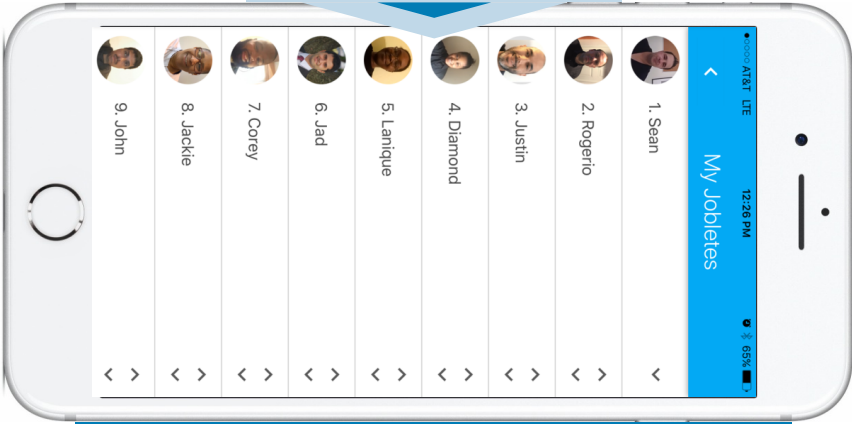 ●○○○○ AT&T LTE 12:26 PM 65%
My Jobletes
1. Sean
2. Rogerio
3. Justin
4. Diamond
5. Lanique
6. Jad
7. Corey
8. Jackie
9. John